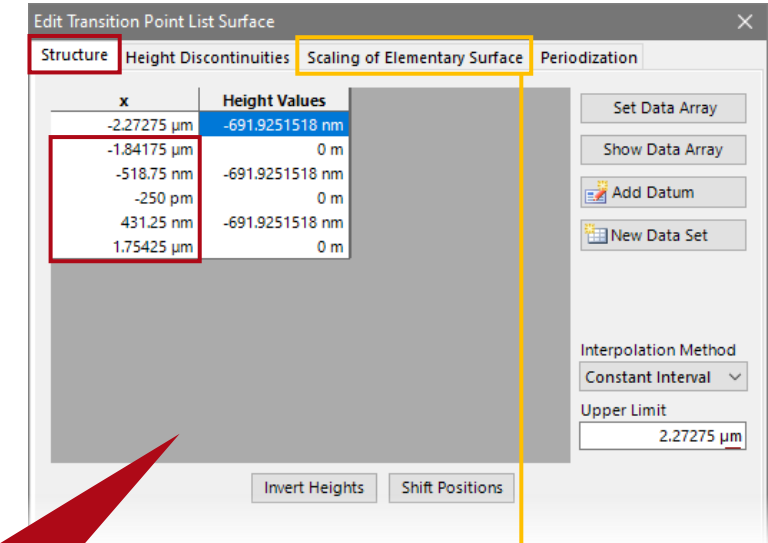 Edit Transition Point List Surface
Structure Height Discontinuities Scaling of Elementary Surface Periodization
x Height Values
-2.27275 µm -691.9251518 nm
-1.84175 µm 0 m
-518.75 nm -691.9251518 nm
-250 pm 0 m
431.25 nm -691.9251518 nm
1.75425 µm 0 m
Set Data Array
Show Data Array
Add Datum
New Data Set
Interpolation Method
Constant Interval
Upper Limit
2.27275 µm
Invert Heights Shift Positions